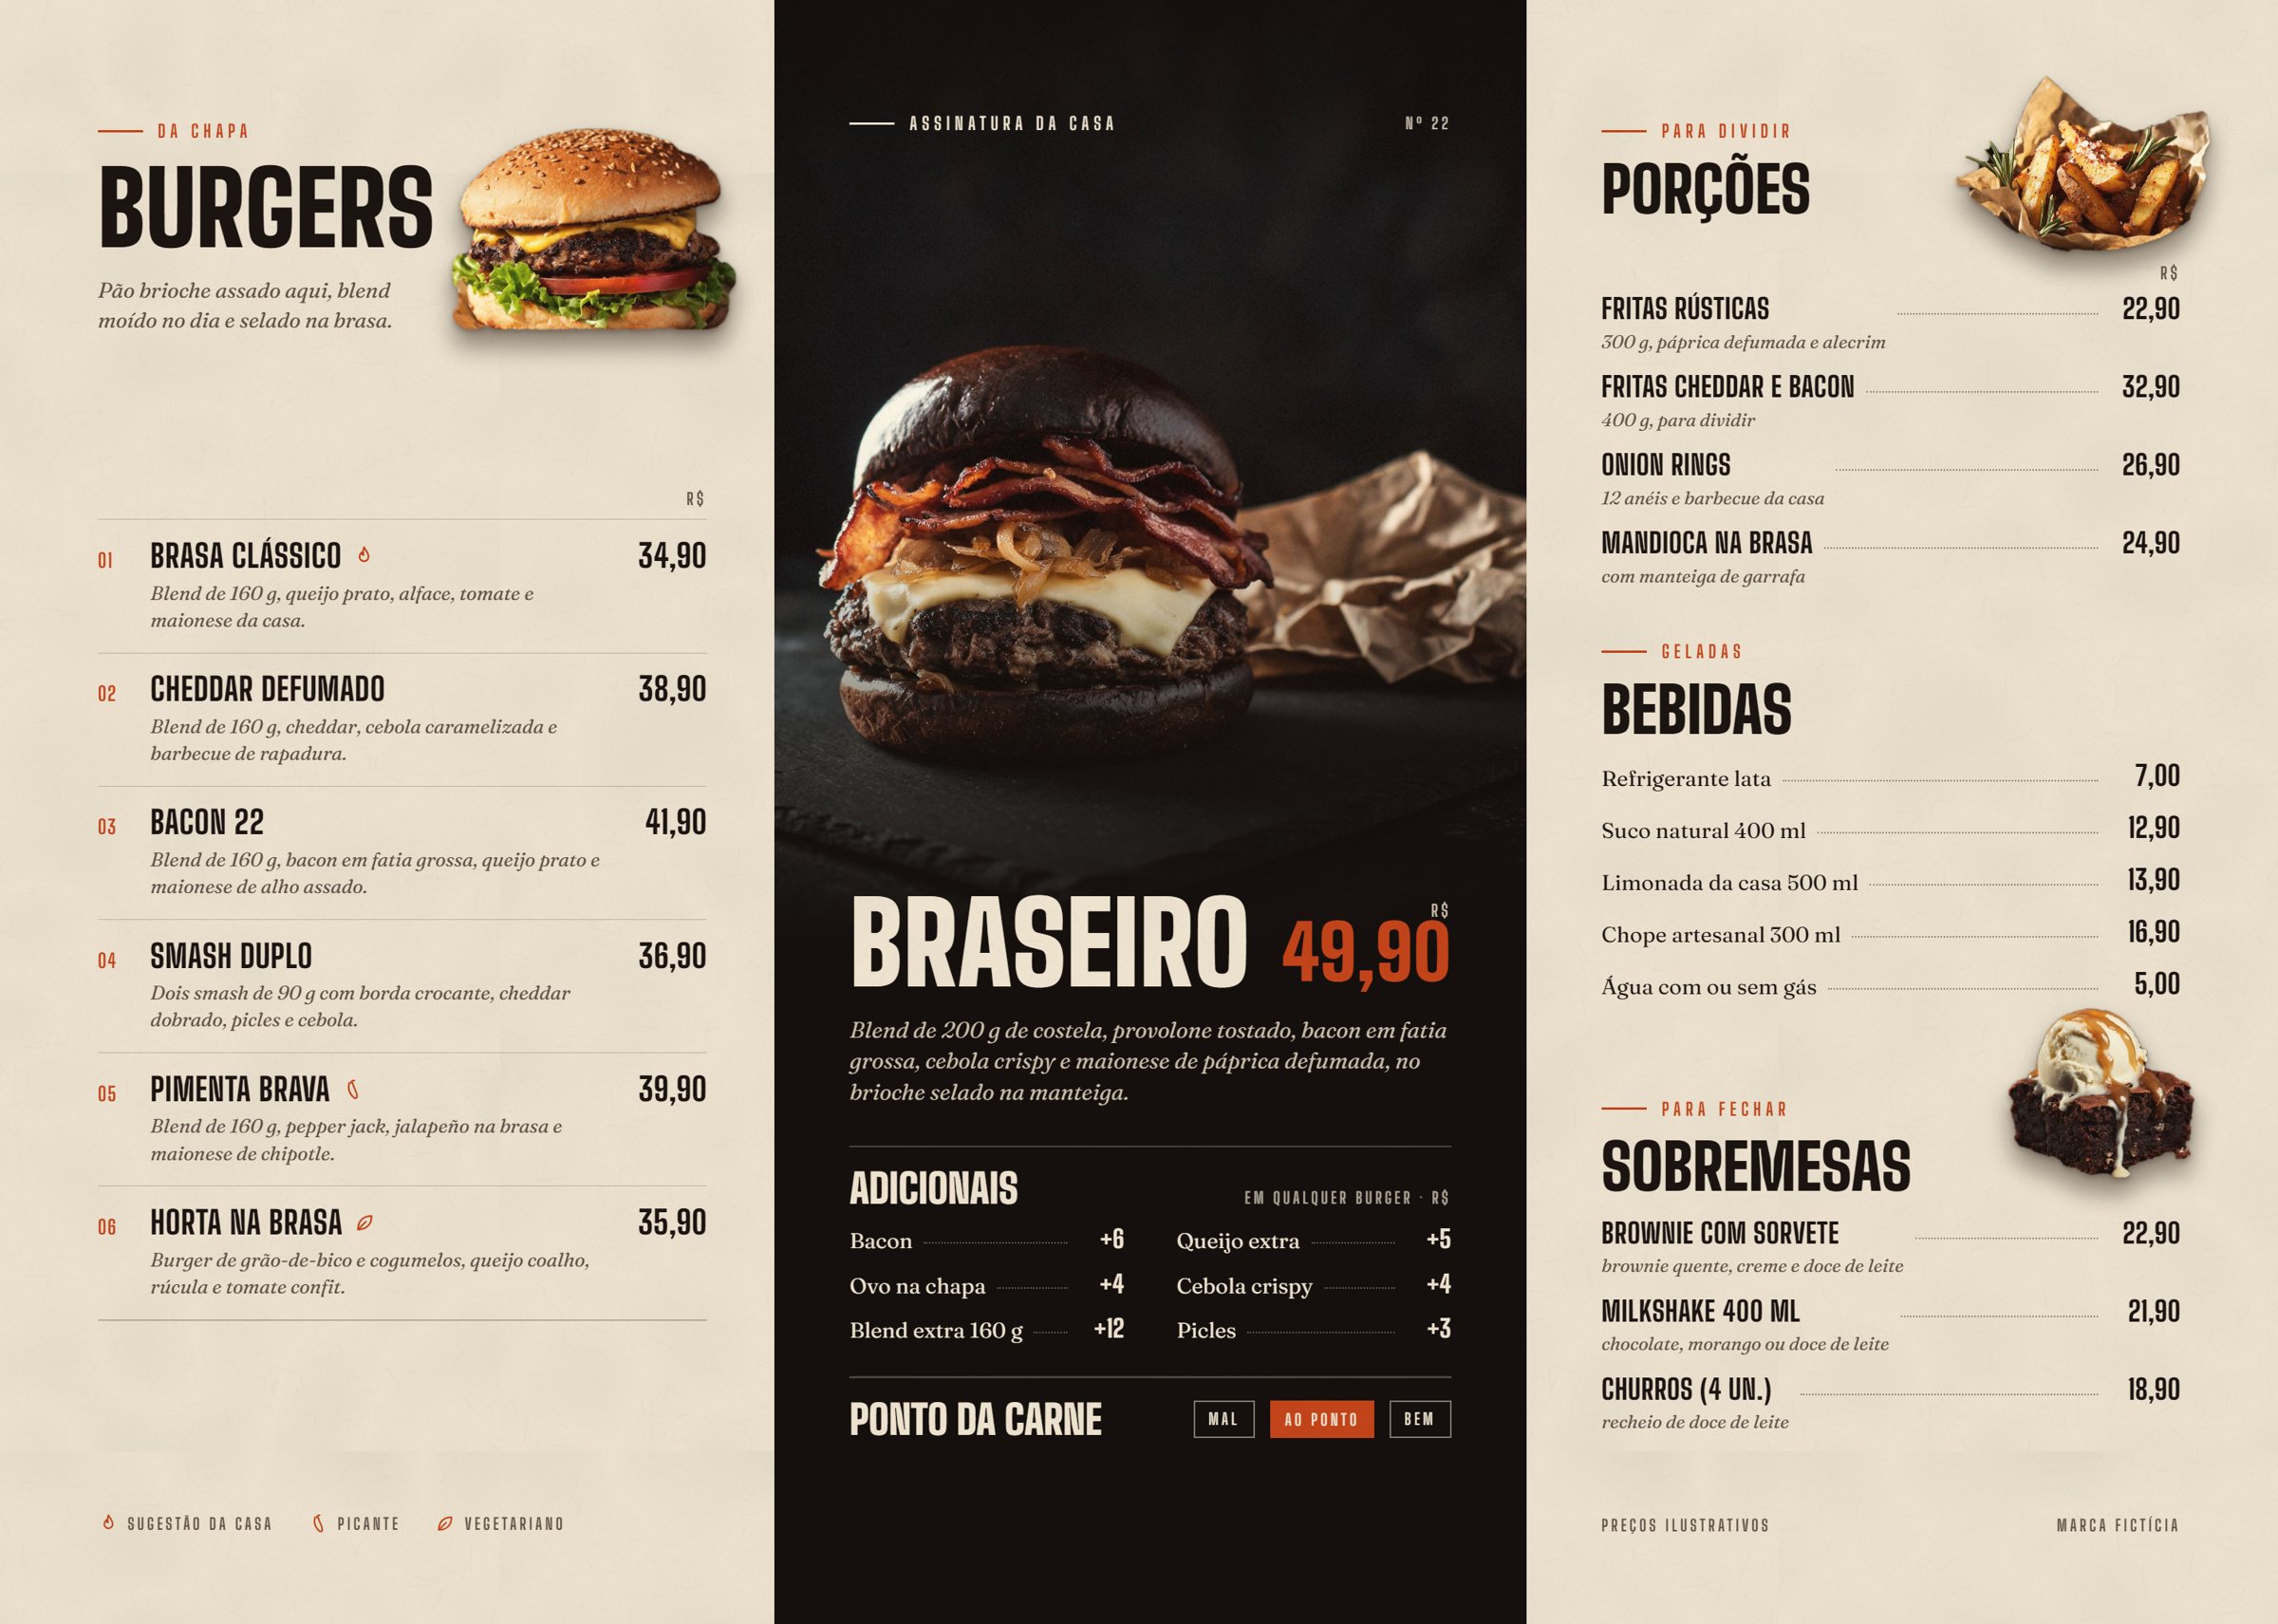 DA CHAPA
BURGERS
Pão brioche assado aqui, blend
moído no dia e selado na brasa.
R$
01 BRASA CLÁSSICO 34,90
Blend de 160 g, queijo prato, alface, tomate e
maionese da casa.
02 CHEDDAR DEFUMADO 38,90
Blend de 160 g, cheddar, cebola caramelizada e
barbecue de rapadura.
03 BACON 22 41,90
Blend de 160 g, bacon em fatia grossa, queijo prato e
maionese de alho assado.
04 SMASH DUPLO 36,90
Dois smash de 90 g com borda crocante, cheddar
dobrado, picles e cebola.
05 PIMENTA BRAVA 39,90
Blend de 160 g, pepper jack, jalapeño na brasa e
maionese de chipotle.
06 HORTA NA BRASA 35,90
Burger de grão-de-bico e cogumelos, queijo coalho,
rúcula e tomate confit.
SUGESTÃO DA CASA PICANTE VEGETARIANO
ASSINATURA DA CASA Nº 22
BRASEIRO R$ 49,90
Blend de 200 g de costela, provolone tostado, bacon em fatia
grossa, cebola crispy e maionese de páprica defumada, no
brioche selado na manteiga.
ADICIONAIS EM QUALQUER BURGER · R$
Bacon +6 Queijo extra +5
Ovo na chapa +4 Cebola crispy +4
Blend extra 160 g +12 Picles +3
PONTO DA CARNE MAL AO PONTO BEM
PARA DIVIDIR
PORÇÕES
R$
FRITAS RÚSTICAS 22,90
300 g, páprica defumada e alecrim
FRITAS CHEDDAR E BACON 32,90
400 g, para dividir
ONION RINGS 26,90
12 anéis e barbecue da casa
MANDIOCA NA BRASA 24,90
com manteiga de garrafa
GELADAS
BEBIDAS
Refrigerante lata 7,00
Suco natural 400 ml 12,90
Limonada da casa 500 ml 13,90
Chope artesanal 300 ml 16,90
Água com ou sem gás 5,00
PARA FECHAR
SOBREMESAS
BROWNIE COM SORVETE 22,90
brownie quente, creme e doce de leite
MILKSHAKE 400 ML 21,90
chocolate, morango ou doce de leite
CHURROS (4 UN.) 18,90
recheio de doce de leite
PREÇOS ILUSTRATIVOS MARCA FICTÍCIA